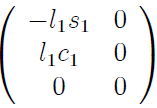 −l₁s₁ 0
l₁c₁ 0
0 0